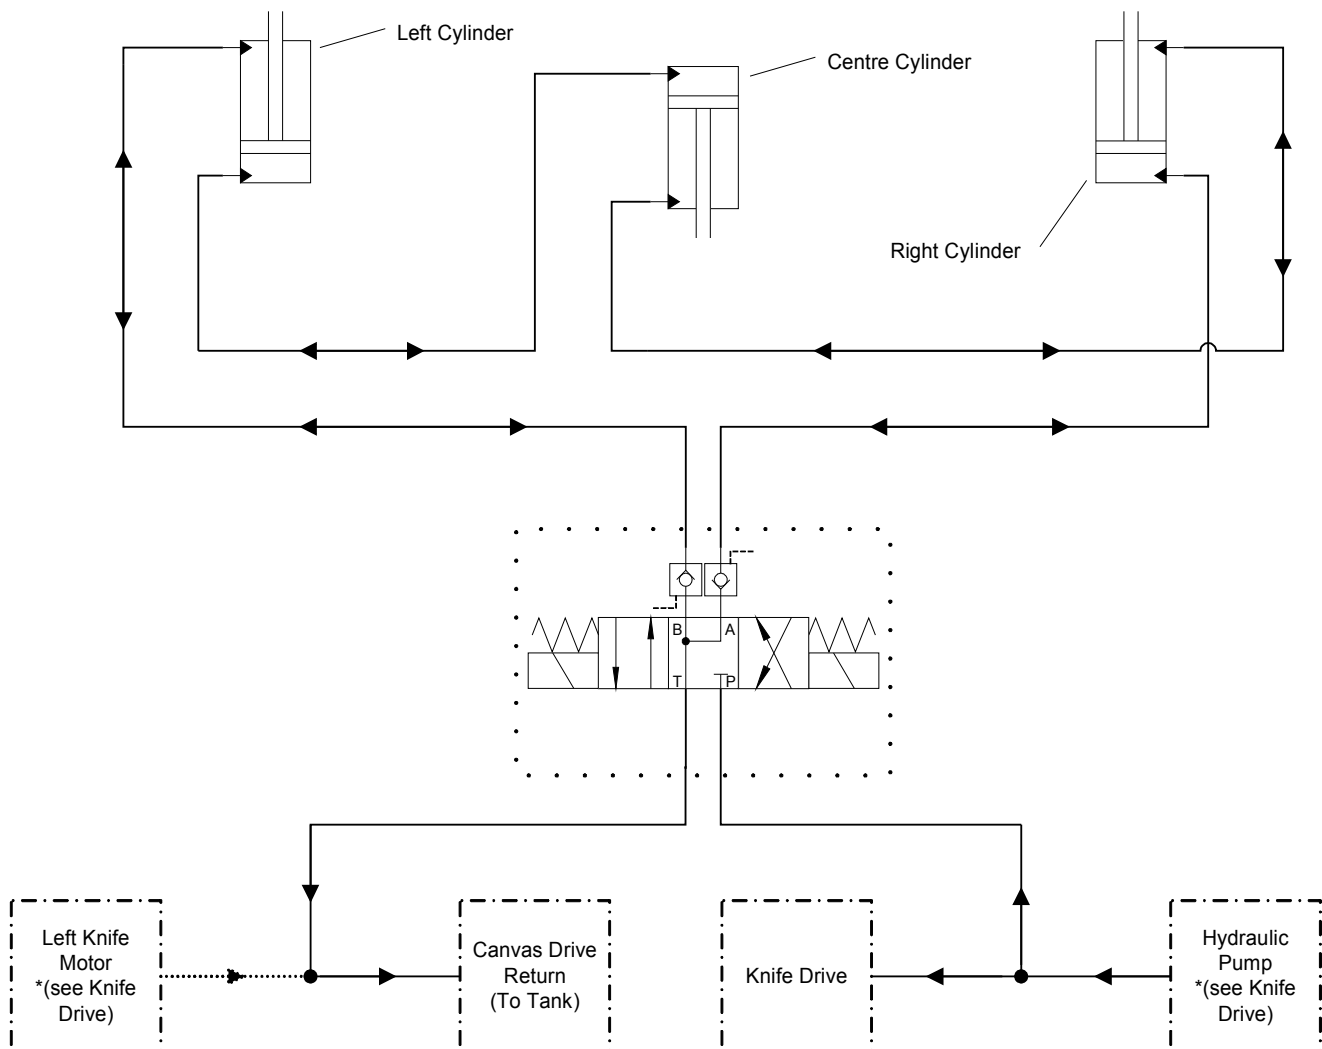 Left Cylinder
Centre Cylinder
Right Cylinder
B A
T P
Left Knife
Motor
*(see Knife
Drive)
Canvas Drive
Return
(To Tank)
Knife Drive
Hydraulic
Pump
*(see Knife
Drive)